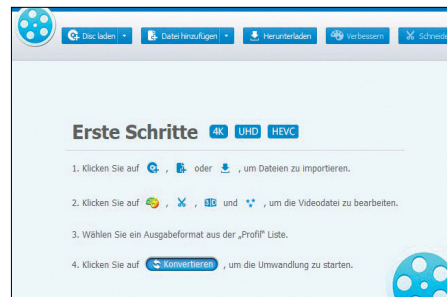 Disc laden Datei hinzufügen Herunterladen Verbessern Schneide
Erste Schritte 4K UHD HEVC
1. Klicken Sie auf , oder , um Dateien zu importieren.
2. Klicken Sie auf , , 3D und , um die Videodatei zu bearbeiten.
3. Wählen Sie ein Ausgabeformat aus der „Profil" Liste.
4. Klicken Sie auf Konvertieren , um die Umwandlung zu starten.